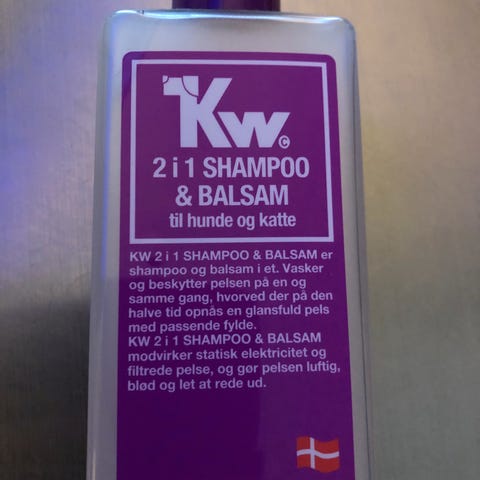 KW©
2 i 1 SHAMPOO
& BALSAM
til hunde og katte
KW 2 i 1 SHAMPOO & BALSAM er
shampoo og balsam i et. Vasker
og beskytter pelsen på en og
samme gang, hvorved der på den
halve tid opnås en glansfuld pels
med passende fylde.
KW 2 i 1 SHAMPOO & BALSAM
modvirker statisk elektricitet og
filtrede pelse, og gør pelsen luftig,
blød og let at rede ud.